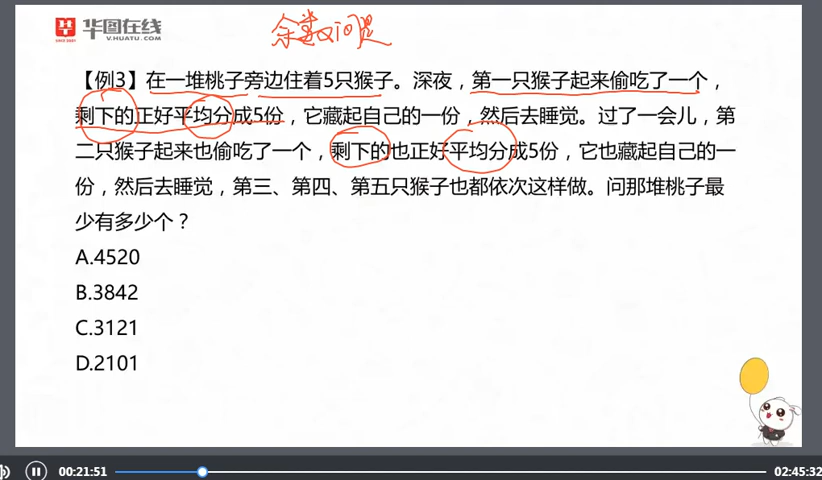 华图在线
V.HUATU.COM
余数问题
【例3】在一堆桃子旁边住着5只猴子。深夜，第一只猴子起来偷吃了一个，
剩下的正好平均分成5份，它藏起自己的一份，然后去睡觉。过了一会儿，第
二只猴子起来也偷吃了一个，剩下的也正好平均分成5份，它也藏起自己的一
份，然后去睡觉，第三、第四、第五只猴子也都依次这样做。问那堆桃子最
少有多少个？
A.4520
B.3842
C.3121
D.2101
00:21:51
02:45:32